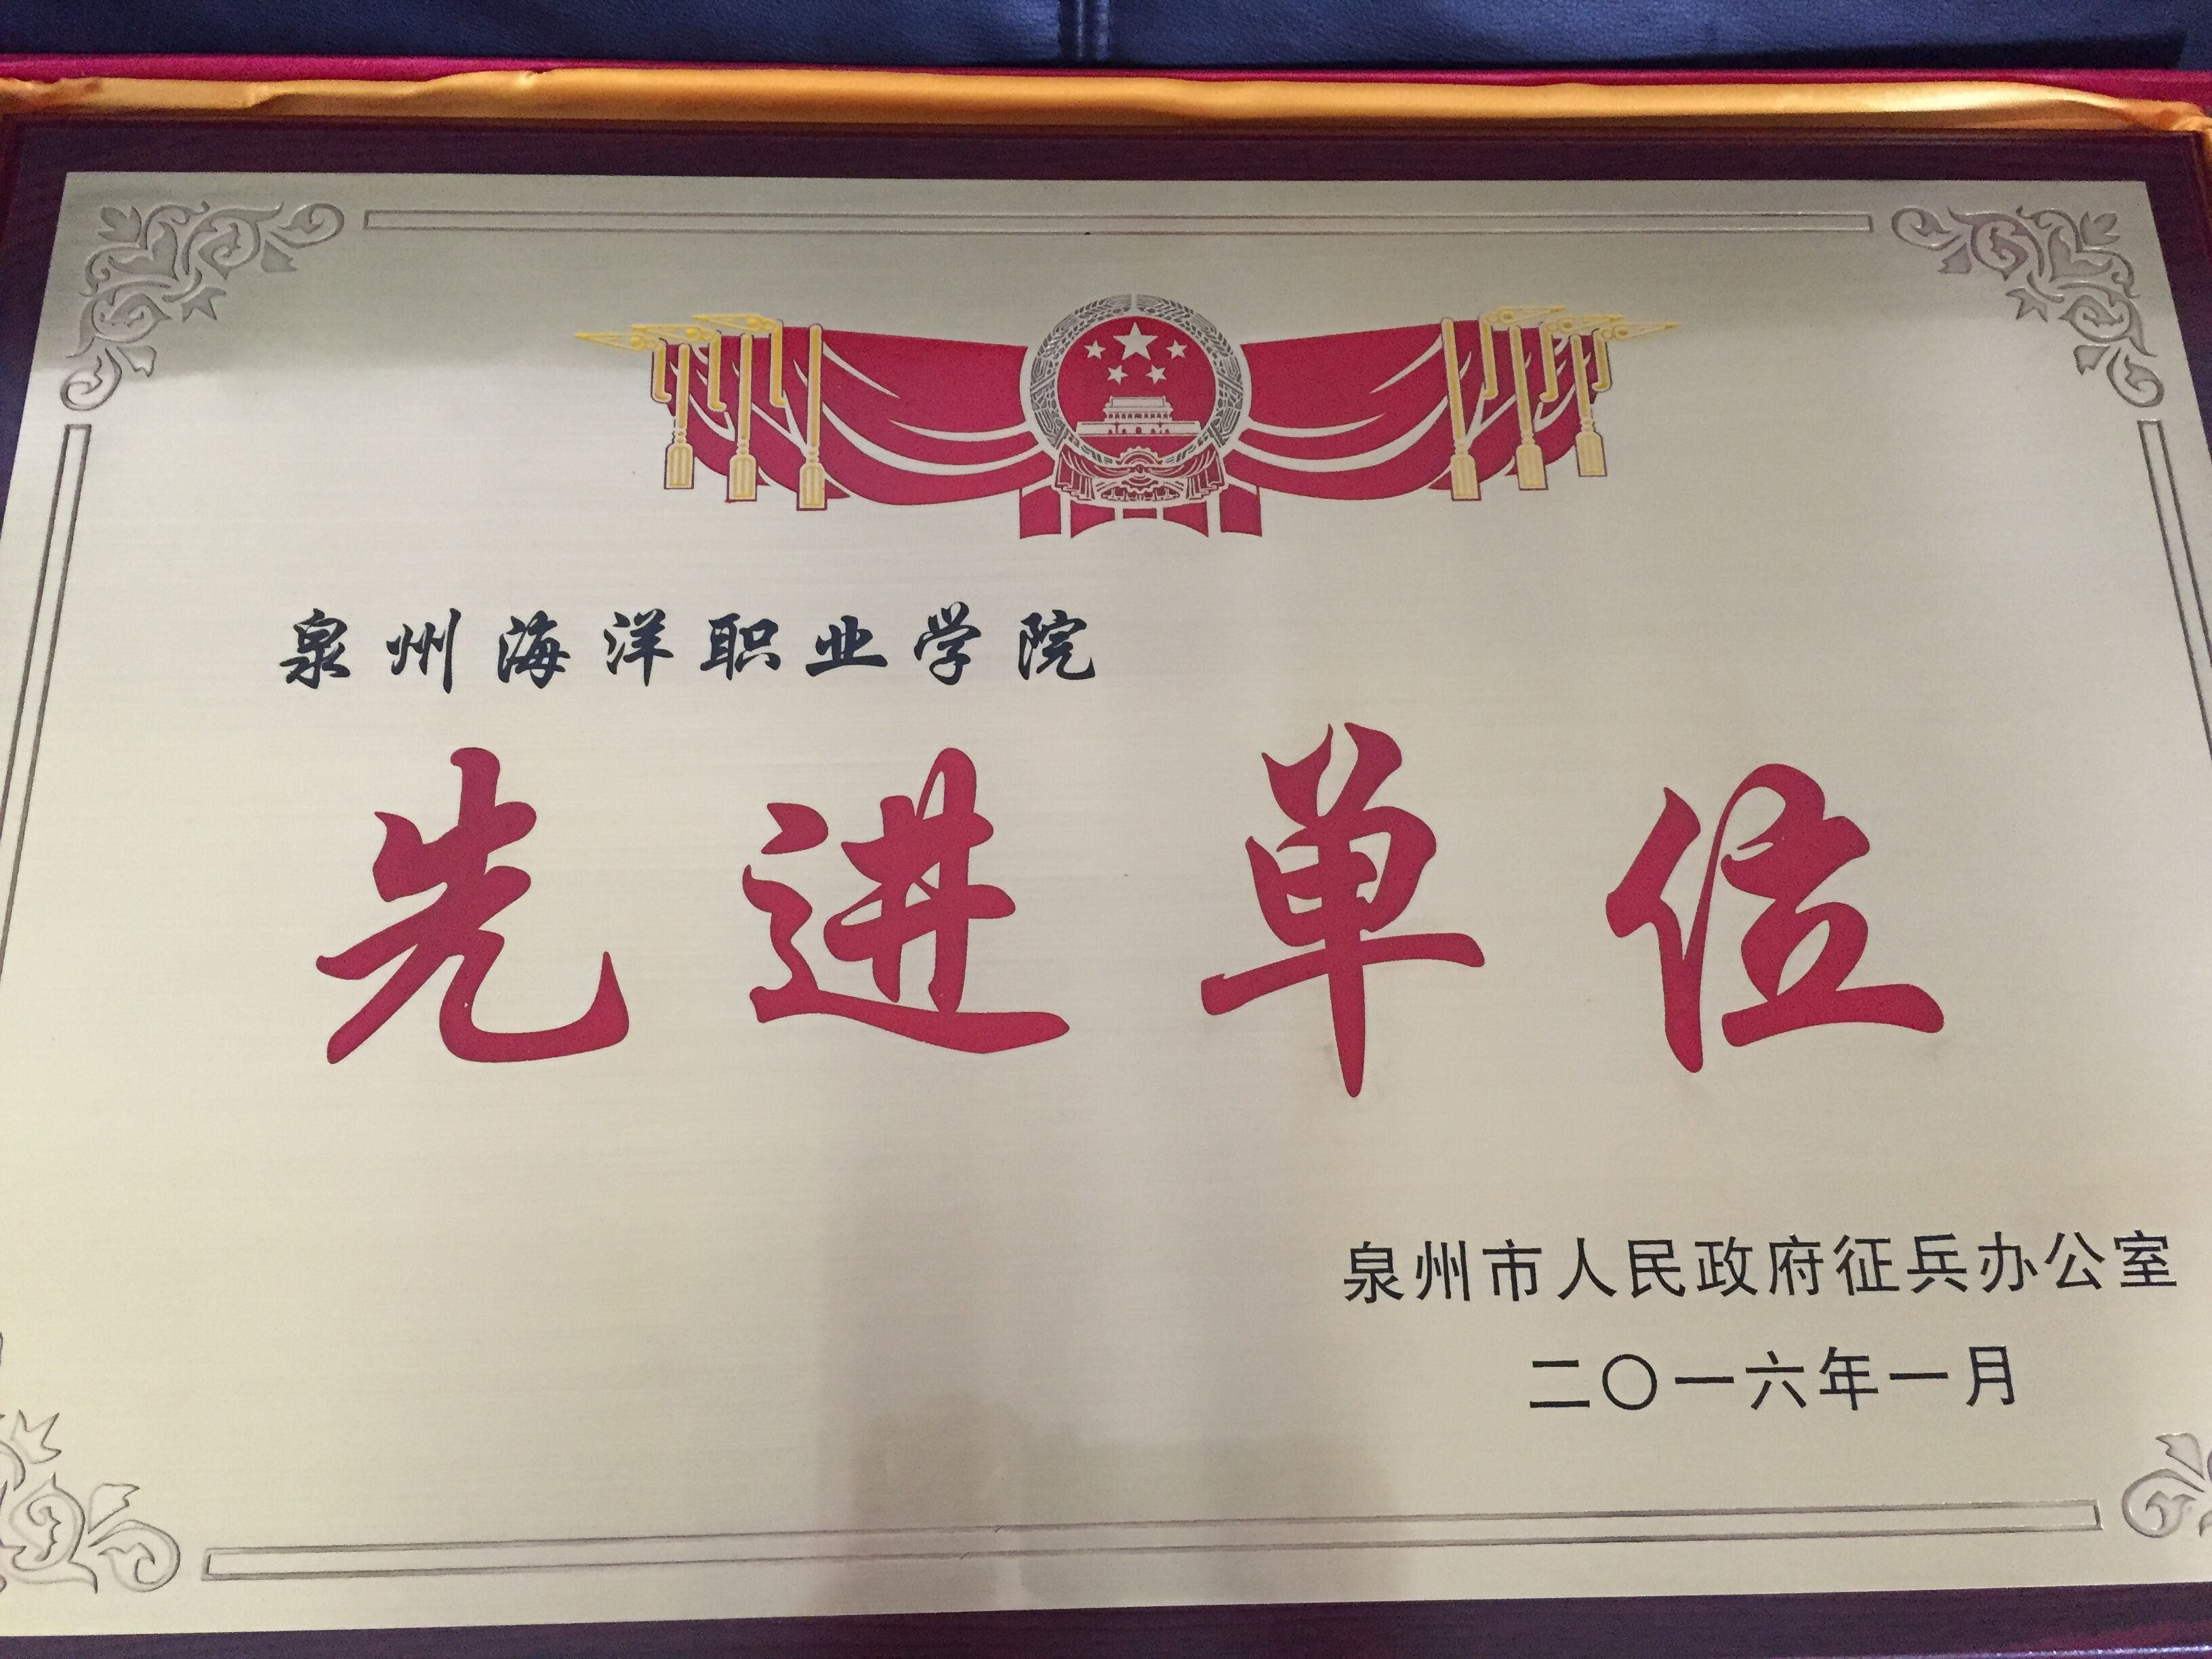 泉州海洋职业学院
先进单位
泉州市人民政府征兵办公室
二〇一六年一月